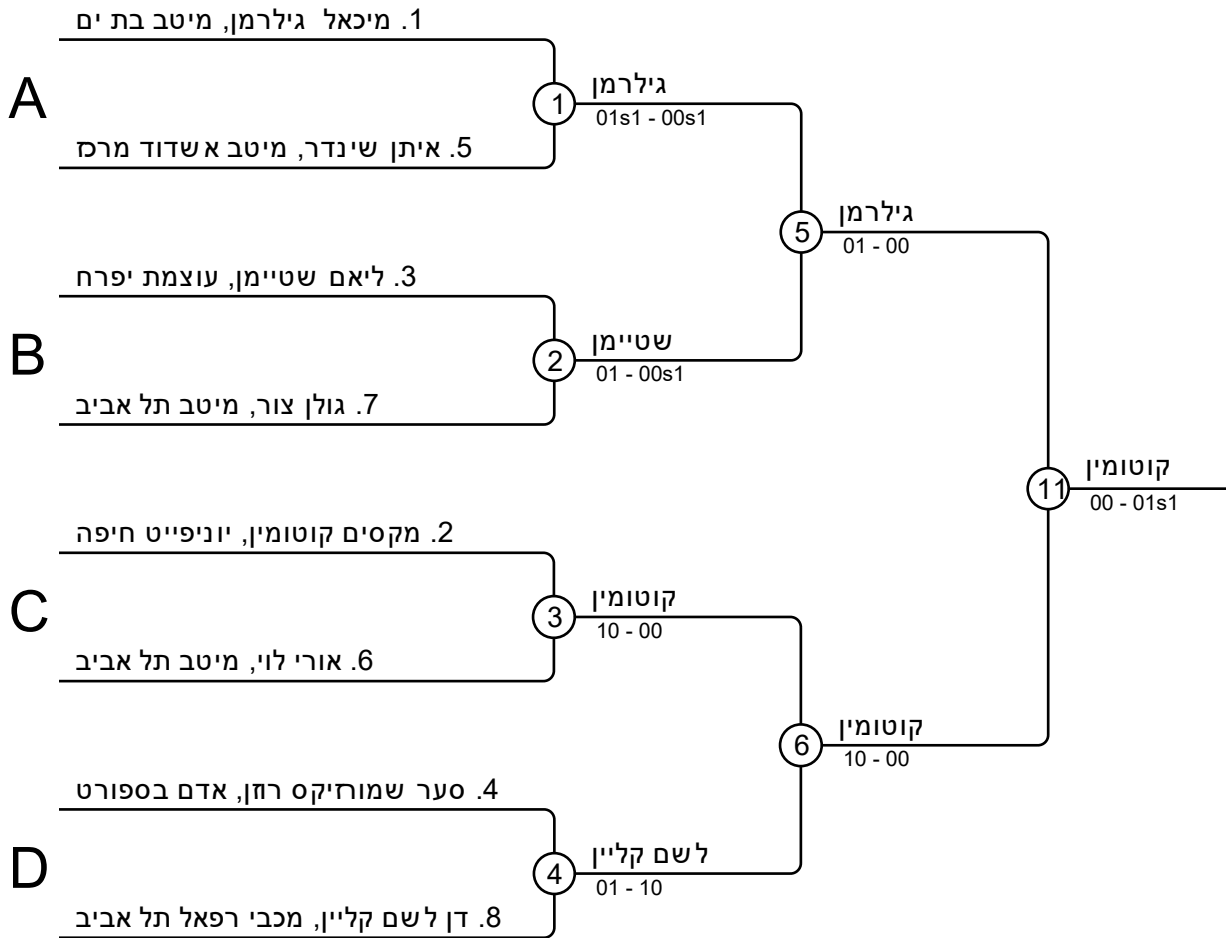 1. מיכאל גילרמן, מיטב בת ים
A
1
גילרמן
01s1 - 00s1
5. איתן שינדר, מיטב אשדוד מרכז
5
גילרמן
01 - 00
3. ליאם שטיימן, עוצמת יפרח
B
2
שטיימן
01 - 00s1
7. גולן צור, מיטב תל אביב
11
קוטומין
00 - 01s1
2. מקסים קוטומין, יוניפייט חיפה
C
3
קוטומין
10 - 00
6. אורי לוי, מיטב תל אביב
6
קוטומין
10 - 00
4. סער שמורזיקס רוזן, אדם בספורט
D
4
לשם קליין
01 - 10
8. דן לשם קליין, מכבי רפאל תל אביב